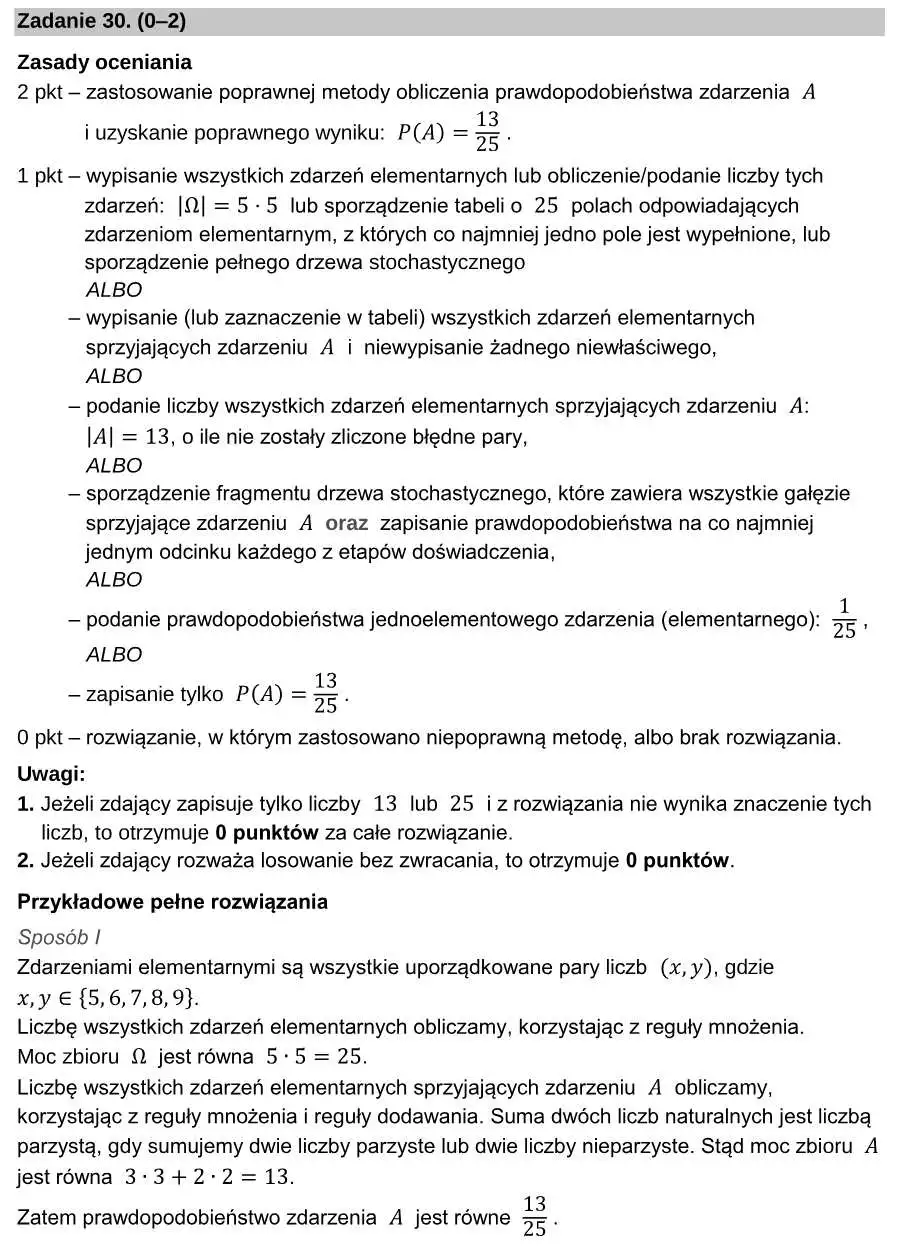 Zadanie 30. (0–2)
Zasady oceniania
2 pkt – zastosowanie poprawnej metody obliczenia prawdopodobieństwa zdarzenia A
i uzyskanie poprawnego wyniku: P(A) = 13/25 .
1 pkt – wypisanie wszystkich zdarzeń elementarnych lub obliczenie/podanie liczby tych
zdarzeń: |Ω| = 5 · 5 lub sporządzenie tabeli o 25 polach odpowiadających
zdarzeniom elementarnym, z których co najmniej jedno pole jest wypełnione, lub
sporządzenie pełnego drzewa stochastycznego
ALBO
– wypisanie (lub zaznaczenie w tabeli) wszystkich zdarzeń elementarnych
sprzyjających zdarzeniu A i niewypisanie żadnego niewłaściwego,
ALBO
– podanie liczby wszystkich zdarzeń elementarnych sprzyjających zdarzeniu A:
|A| = 13, o ile nie zostały zliczone błędne pary,
ALBO
– sporządzenie fragmentu drzewa stochastycznego, które zawiera wszystkie gałęzie
sprzyjające zdarzeniu A oraz zapisanie prawdopodobieństwa na co najmniej
jednym odcinku każdego z etapów doświadczenia,
ALBO
– podanie prawdopodobieństwa jednoelementowego zdarzenia (elementarnego): 1/25 ,
ALBO
– zapisanie tylko P(A) = 13/25 .
0 pkt – rozwiązanie, w którym zastosowano niepoprawną metodę, albo brak rozwiązania.
Uwagi:
1. Jeżeli zdający zapisuje tylko liczby 13 lub 25 i z rozwiązania nie wynika znaczenie tych
liczb, to otrzymuje 0 punktów za całe rozwiązanie.
2. Jeżeli zdający rozważa losowanie bez zwracania, to otrzymuje 0 punktów.
Przykładowe pełne rozwiązania
Sposób I
Zdarzeniami elementarnymi są wszystkie uporządkowane pary liczb (x, y), gdzie
x, y ∈ {5, 6, 7, 8, 9}.
Liczbę wszystkich zdarzeń elementarnych obliczamy, korzystając z reguły mnożenia.
Moc zbioru Ω jest równa 5 · 5 = 25.
Liczbę wszystkich zdarzeń elementarnych sprzyjających zdarzeniu A obliczamy,
korzystając z reguły mnożenia i reguły dodawania. Suma dwóch liczb naturalnych jest liczbą
parzystą, gdy sumujemy dwie liczby parzyste lub dwie liczby nieparzyste. Stąd moc zbioru A
jest równa 3 · 3 + 2 · 2 = 13.
Zatem prawdopodobieństwo zdarzenia A jest równe 13/25 .